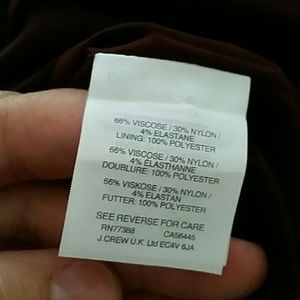 66% VISCOSE / 30% NYLON /
4% ELASTANE
LINING: 100% POLYESTER
66% VISCOSE / 30% NYLON /
4% ELASTHANNE
DOUBLURE: 100% POLYESTER
66% VISKOSE / 30% NYLON /
4% ELASTAN
FUTTER: 100% POLYESTER
SEE REVERSE FOR CARE
RN77388 CA56445
J.CREW U.K. Ltd EC4V 6JA